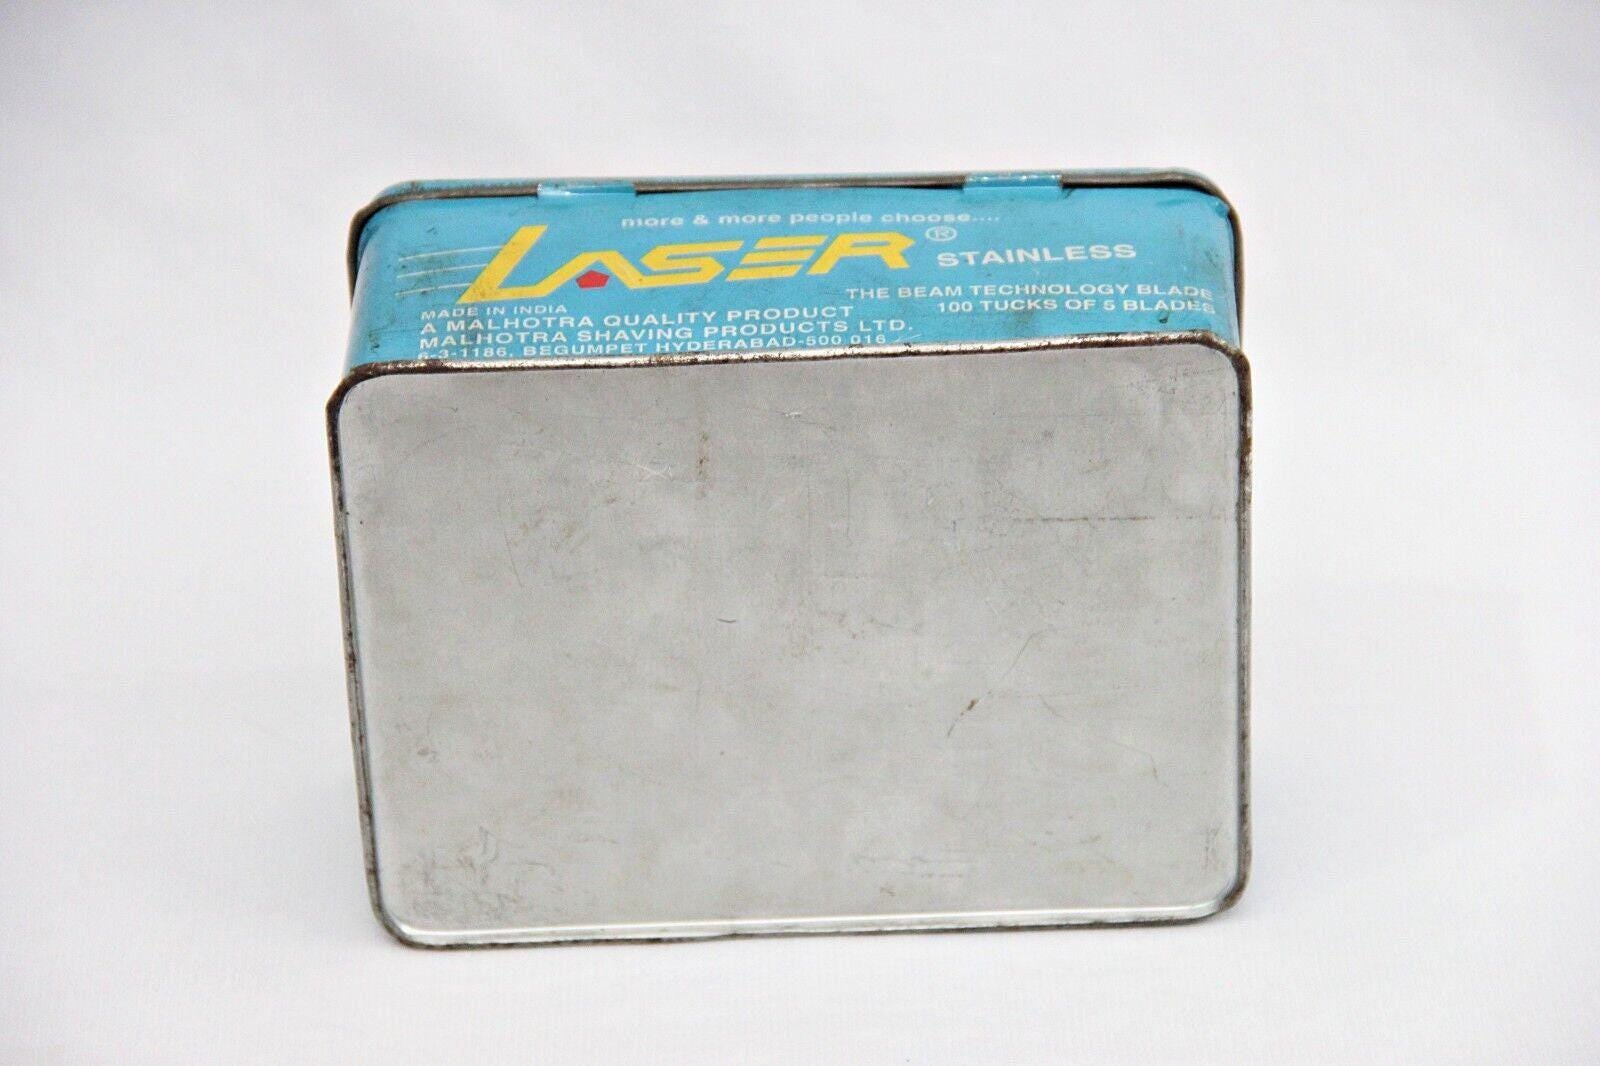 more & more people choose....
LASER® STAINLESS
THE BEAM TECHNOLOGY BLADE
100 TUCKS OF 5 BLADES
MADE IN INDIA
A MALHOTRA QUALITY PRODUCT
MALHOTRA SHAVING PRODUCTS LTD.
6-3-1186, BEGUMPET HYDERABAD-500 016